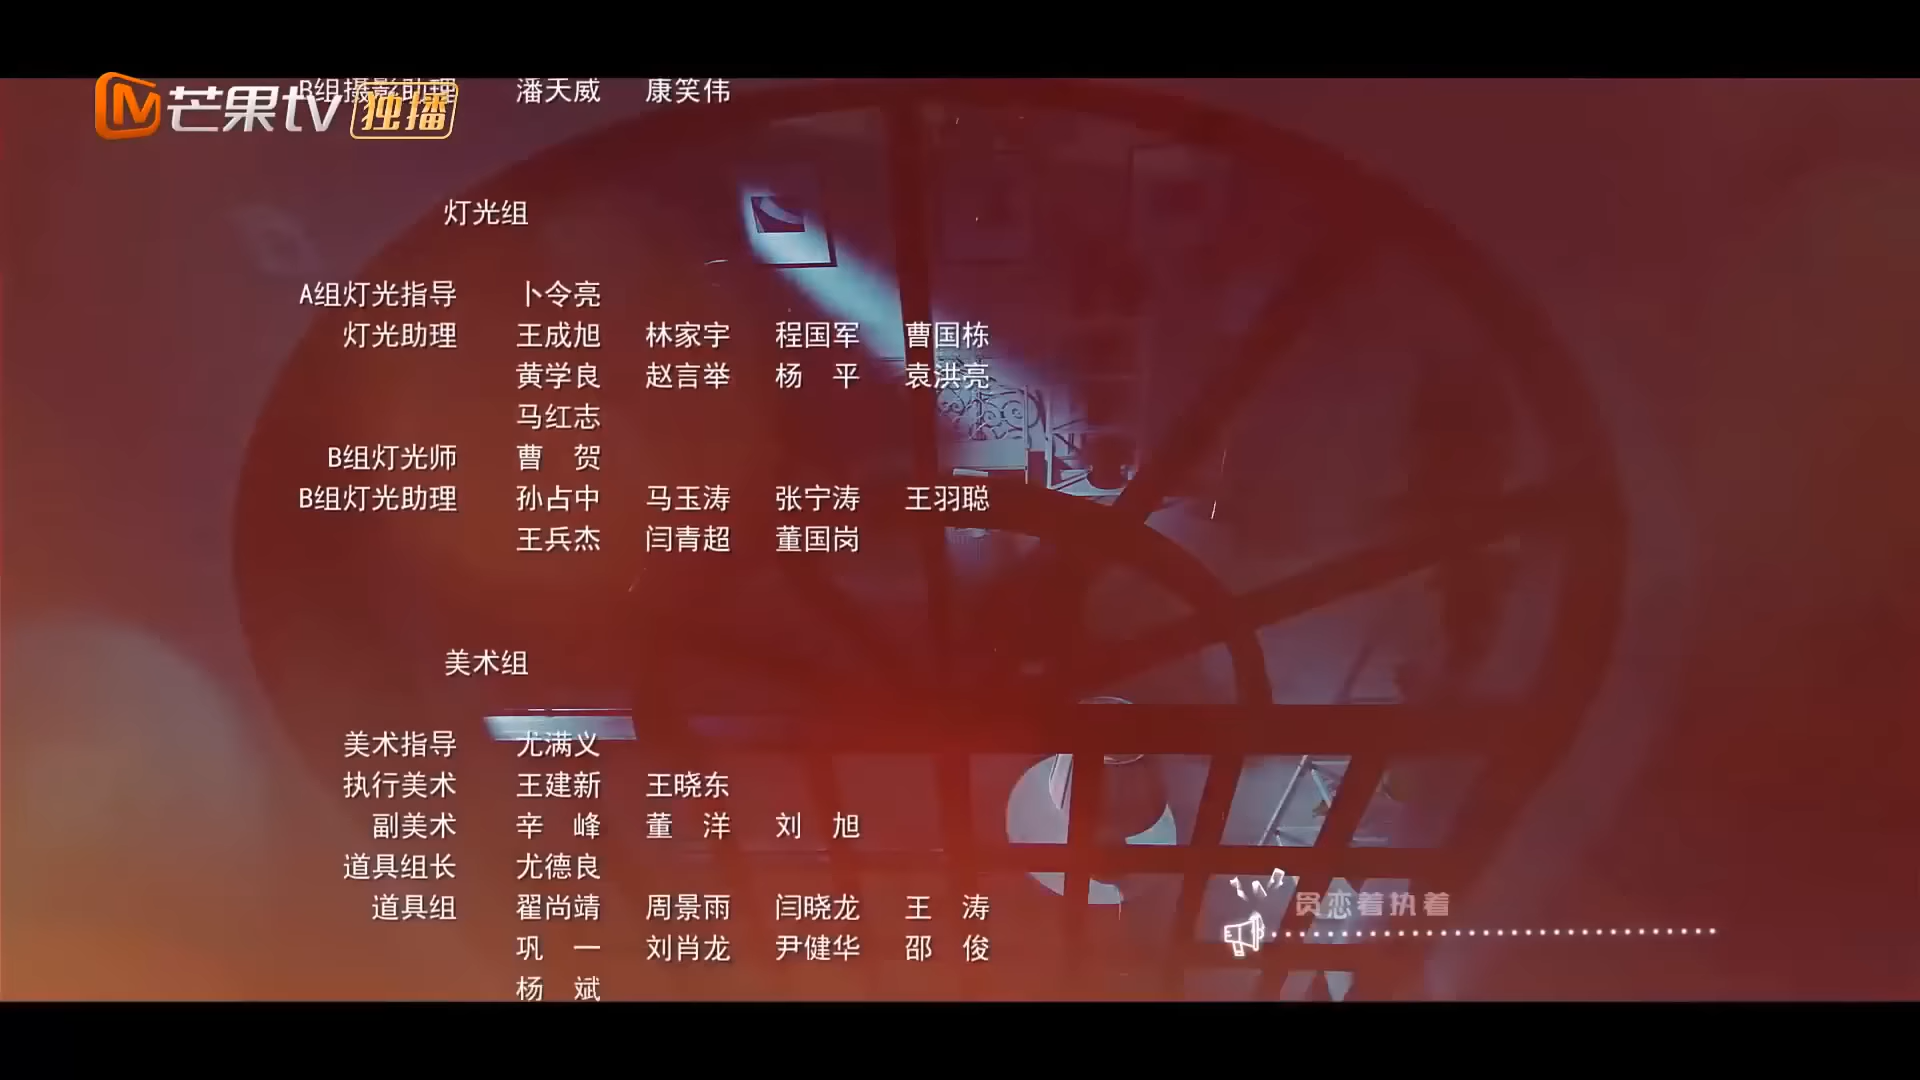 B组摄影助理 潘天威 康笑伟
芒果tv 独播
灯光组
A组灯光指导 卜令亮
灯光助理 王成旭 林家宇 程国军 曹国栋
黄学良 赵言举 杨 平 袁洪亮
马红志
B组灯光师 曹 贺
B组灯光助理 孙占中 马玉涛 张宁涛 王羽聪
王兵杰 闫青超 董国岗
美术组
美术指导 尤满义
执行美术 王建新 王晓东
副美术 辛 峰 董 洋 刘 旭
道具组长 尤德良
道具组 翟尚靖 周景雨 闫晓龙 王 涛
巩 一 刘肖龙 尹健华 邵 俊
杨 斌
贪恋着执着